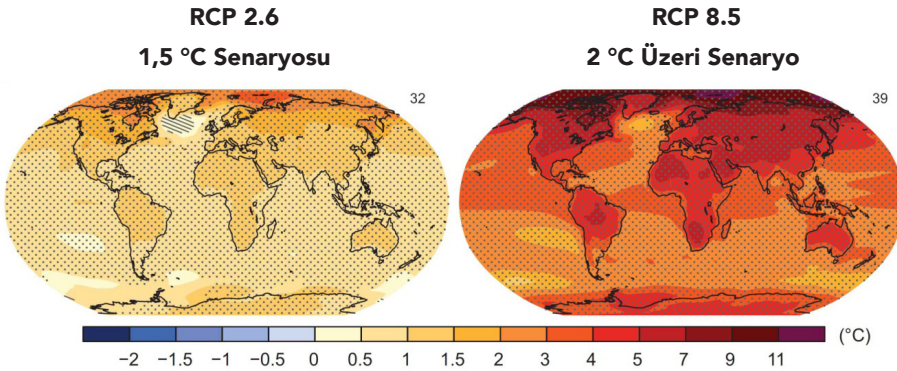 RCP 2.6
1,5 °C Senaryosu
32
RCP 8.5
2 °C Üzeri Senaryo
39
−2 −1.5 −1 −0.5 0 0.5 1 1.5 2 3 4 5 7 9 11 (°C)